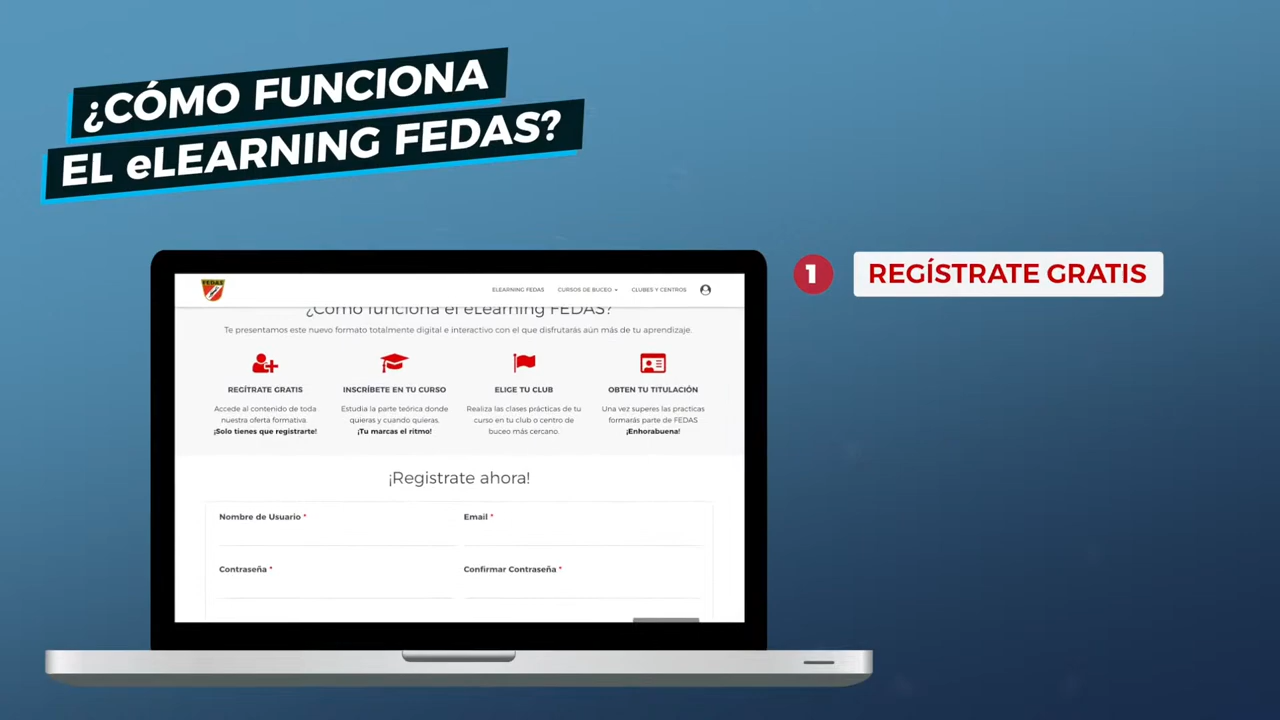 ¿CÓMO FUNCIONA
EL eLEARNING FEDAS?
1 REGÍSTRATE GRATIS
FEDAS
ELEARNING FEDAS CURSOS DE BUCEO CLUBES Y CENTROS
¿Cómo funciona el eLearning FEDAS?
Te presentamos este nuevo formato totalmente digital e interactivo con el que disfrutarás aún más de tu aprendizaje.
REGÍTRATE GRATIS
Accede al contenido de toda
nuestra oferta formativa.
¡Solo tienes que registrarte!
INSCRÍBETE EN TU CURSO
Estudia la parte teórica donde
quieras y cuando quieras.
¡Tu marcas el ritmo!
ELIGE TU CLUB
Realiza las clases prácticas de tu
curso en tu club o centro de
buceo más cercano.
OBTEN TU TITULACIÓN
Una vez superes las practicas
formarás parte de FEDAS
¡Enhorabuena!
¡Registrate ahora!
Nombre de Usuario *
Email *
Contraseña *
Confirmar Contraseña *